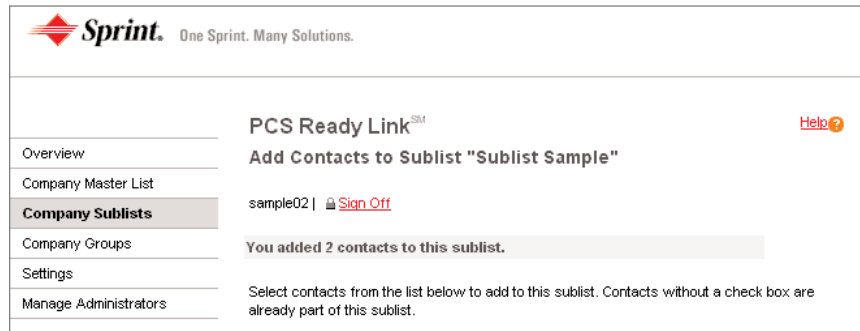 Sprint. One Sprint. Many Solutions.
PCS Ready Link℠
Help?
Add Contacts to Sublist "Sublist Sample"
sample02 | Sign Off
You added 2 contacts to this sublist.
Select contacts from the list below to add to this sublist. Contacts without a check box are
already part of this sublist.
Overview
Company Master List
Company Sublists
Company Groups
Settings
Manage Administrators